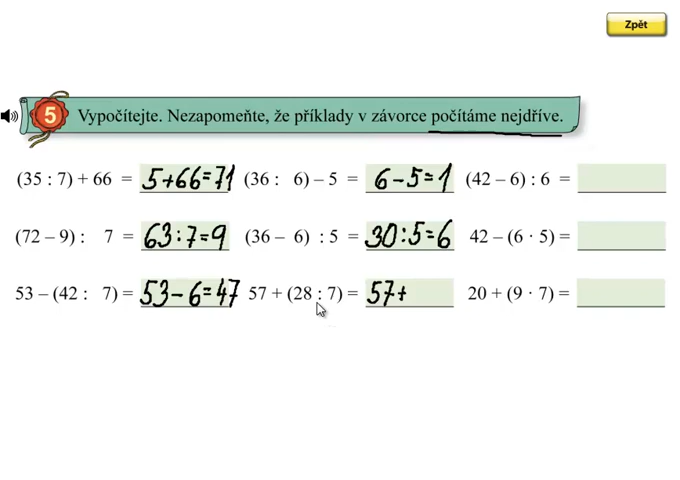 Zpět
5 Vypočítejte. Nezapomeňte, že příklady v závorce počítáme nejdříve.
(35 : 7) + 66 = 5+66=71 (36 : 6) – 5 = 6-5=1 (42 – 6) : 6 =
(72 – 9) : 7 = 63:7=9 (36 – 6) : 5 = 30:5=6 42 – (6 · 5) =
53 – (42 : 7) = 53-6=47 57 + (28 : 7) = 57+ 20 + (9 · 7) =